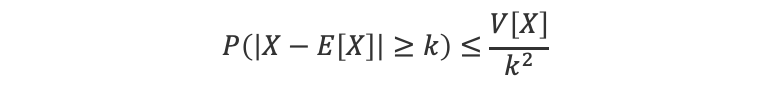 P(|X − E[X]| ≥ k) ≤ V[X]/k²